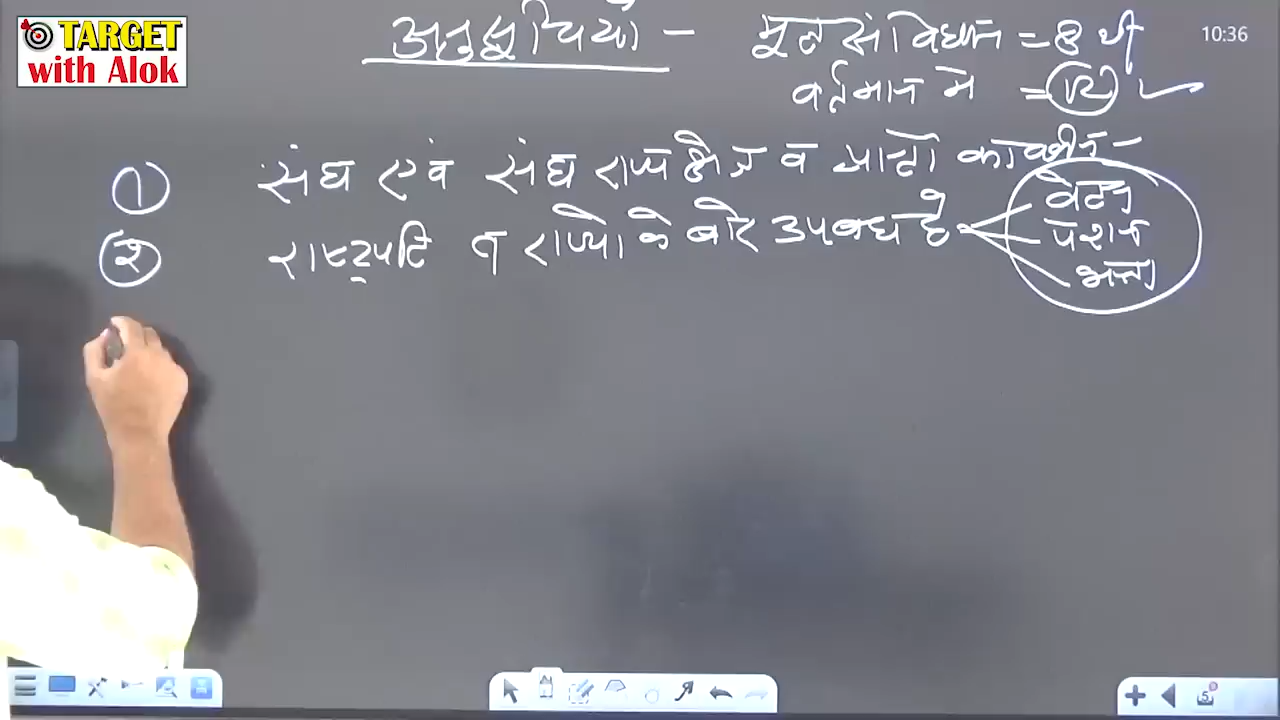 TARGET
with Alok
10:36
अनुसूचियाँ - मूल संविधान = 8 थी
वर्तमान में = 12
① संघ एवं संघ राज्य क्षेत्र व प्रान्तो का वर्णन -
② राष्ट्रपति व राज्यो के बारे उपबंध है
वेतन
पेंशन
भत्ता